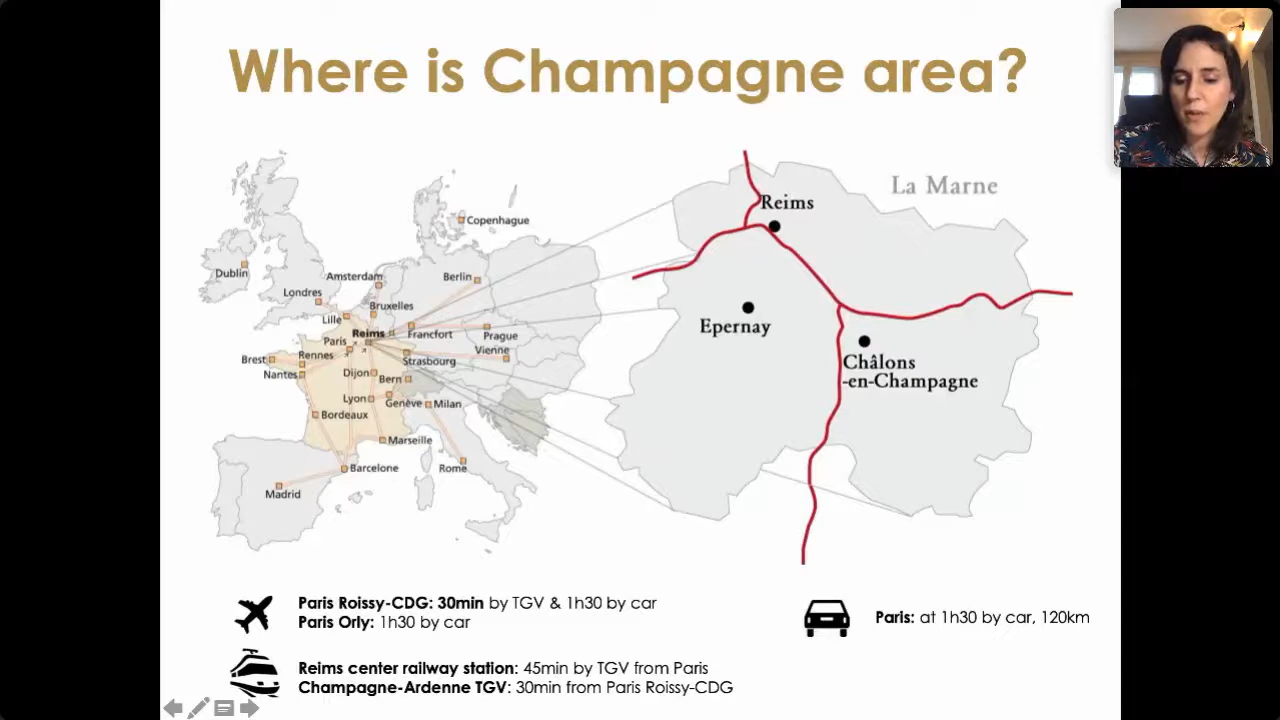 Where is Champagne area?
La Marne
Reims
Epernay
Châlons
-en-Champagne
Copenhague
Dublin
Amsterdam
Berlin
Londres
Bruxelles
Lille
Reims
Francfort
Prague
Paris
Vienne
Brest
Rennes
Strasbourg
Nantes
Dijon
Bern
Lyon
Genève
Milan
Bordeaux
Marseille
Barcelone
Rome
Madrid
Paris Roissy-CDG: 30min by TGV & 1h30 by car
Paris Orly: 1h30 by car
Paris: at 1h30 by car, 120km
Reims center railway station: 45min by TGV from Paris
Champagne-Ardenne TGV: 30min from Paris Roissy-CDG